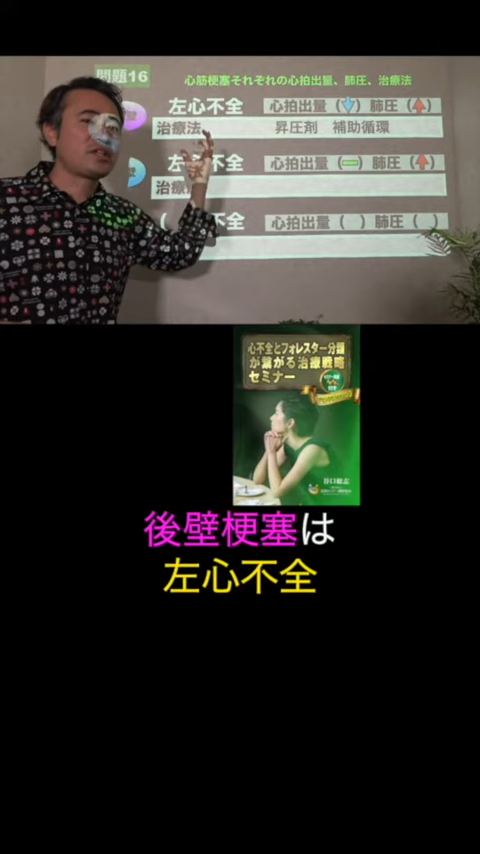 問題16
心筋梗塞それぞれの心拍出量、肺圧、治療法
左心不全 心拍出量（↓）肺圧（↑）
治療法 昇圧剤 補助循環
左心不全 心拍出量（＝）肺圧（↑）
治療
不全 心拍出量（ ）肺圧（ ）
心不全とフォレスター分類
が繋がる治療戦略
セミナー
後壁梗塞は
左心不全